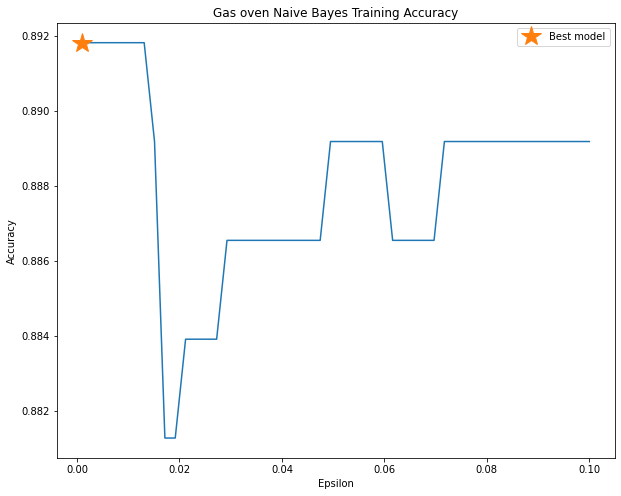 Gas oven Naive Bayes Training Accuracy
Best model
0.892
0.890
0.888
0.886
0.884
0.882
Accuracy
0.00 0.02 0.04 0.06 0.08 0.10
Epsilon